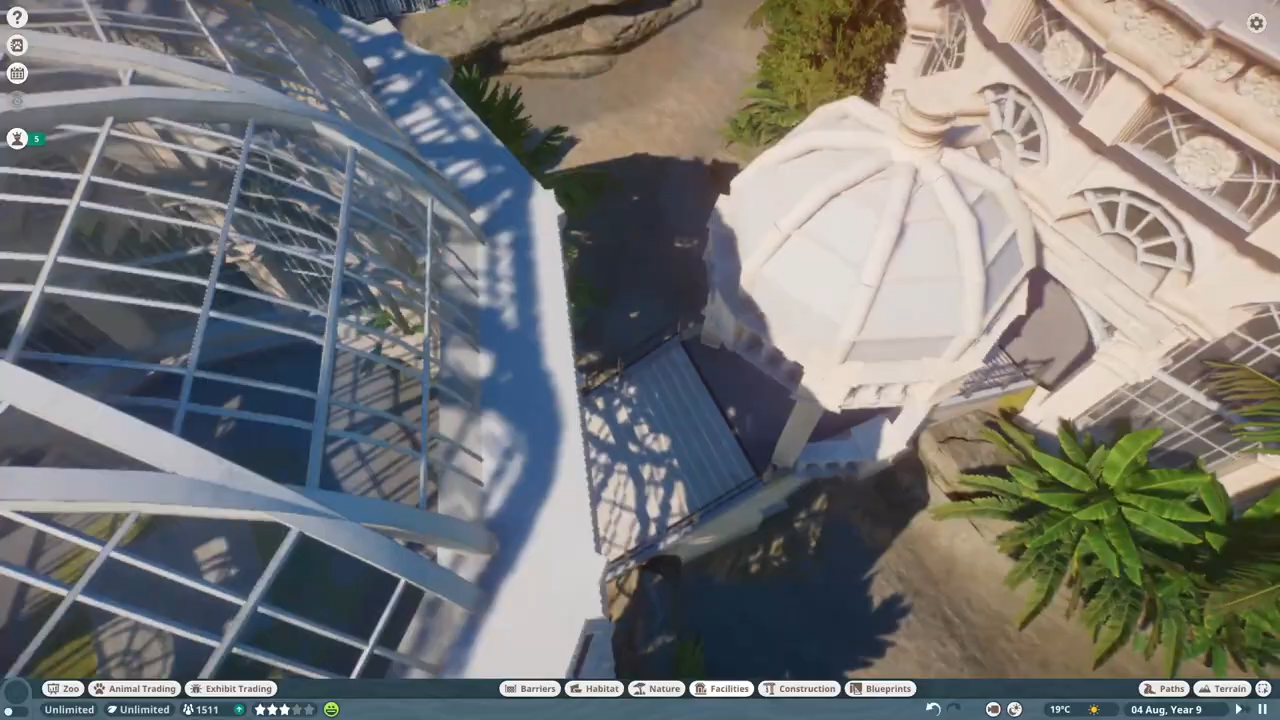 ?
5
Zoo Animal Trading Exhibit Trading Barriers Habitat Nature Facilities Construction Blueprints Paths Terrain
Unlimited Unlimited 1511 19°C 04 Aug, Year 9